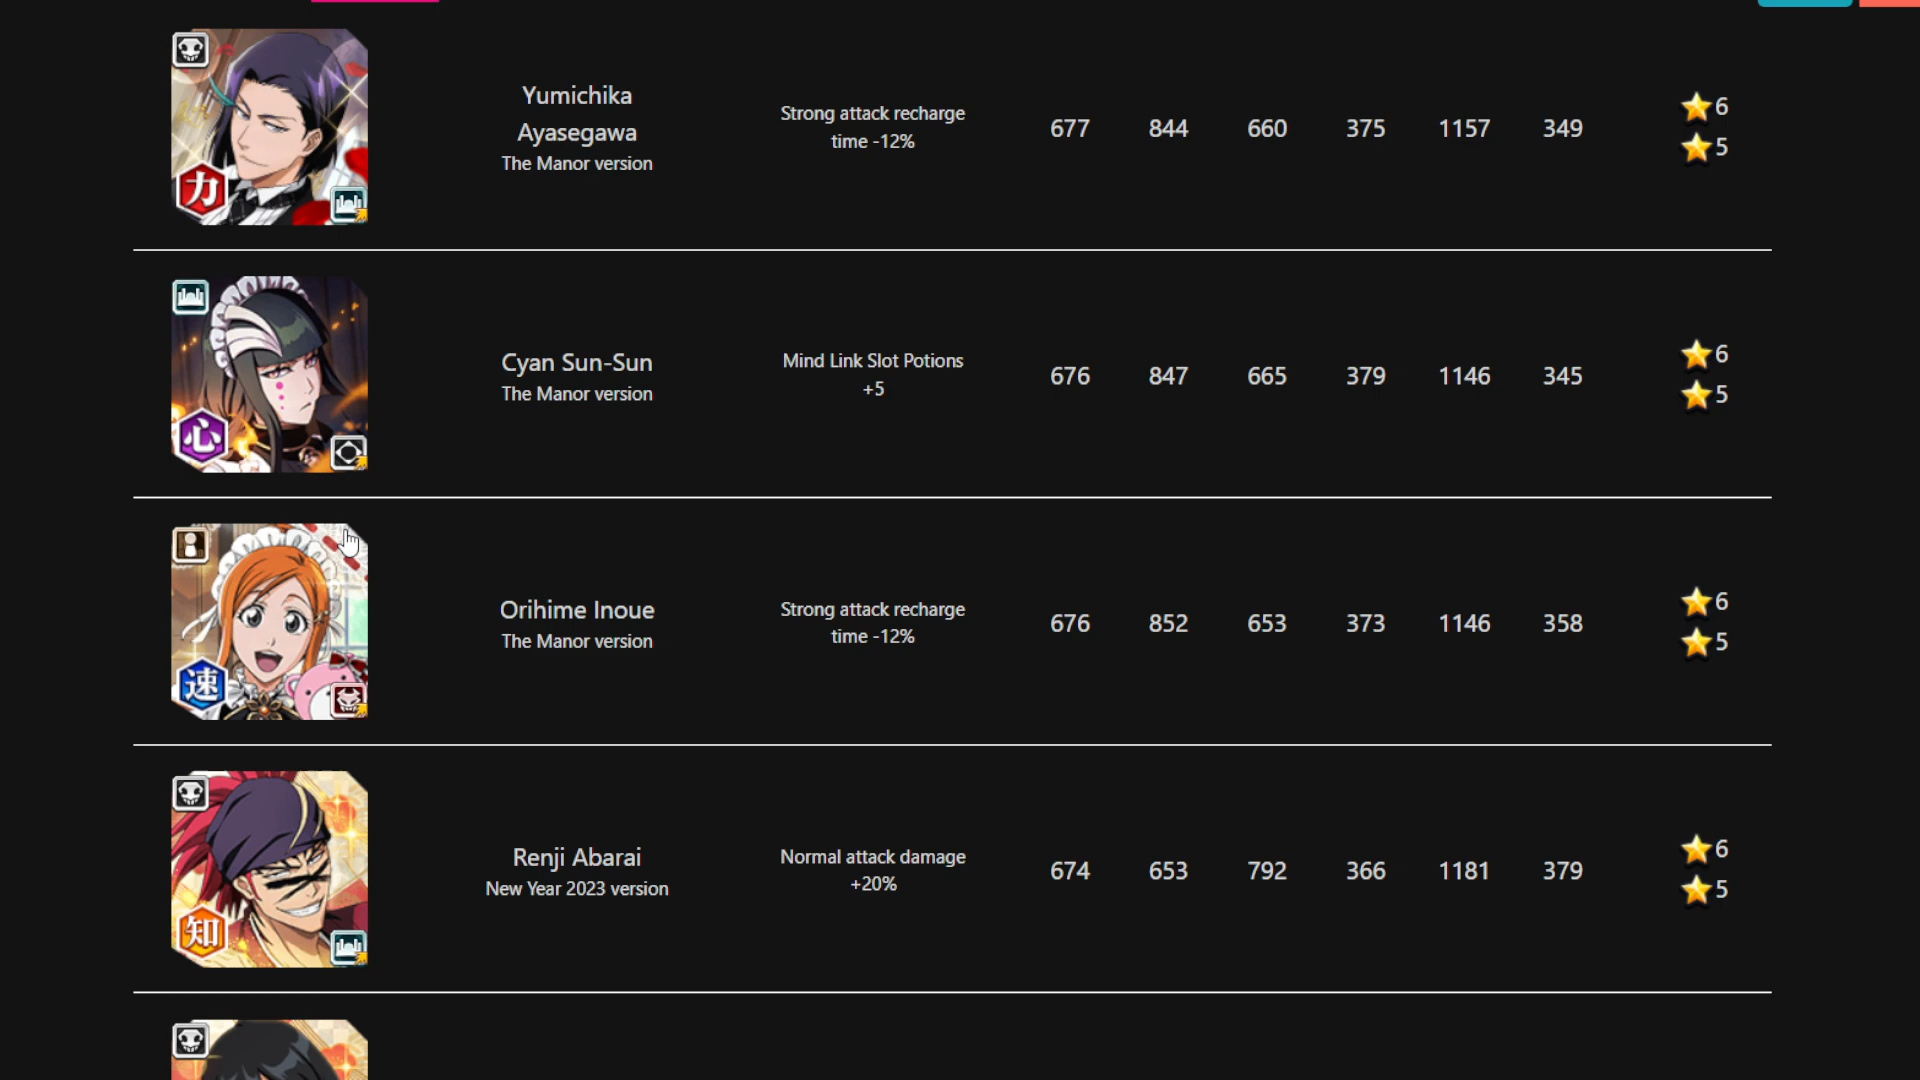 力
Yumichika
Ayasegawa
The Manor version
Strong attack recharge
time -12%
677 844 660 375 1157 349
6
5
心
Cyan Sun-Sun
The Manor version
Mind Link Slot Potions
+5
676 847 665 379 1146 345
6
5
速
Orihime Inoue
The Manor version
Strong attack recharge
time -12%
676 852 653 373 1146 358
6
5
知
Renji Abarai
New Year 2023 version
Normal attack damage
+20%
674 653 792 366 1181 379
6
5